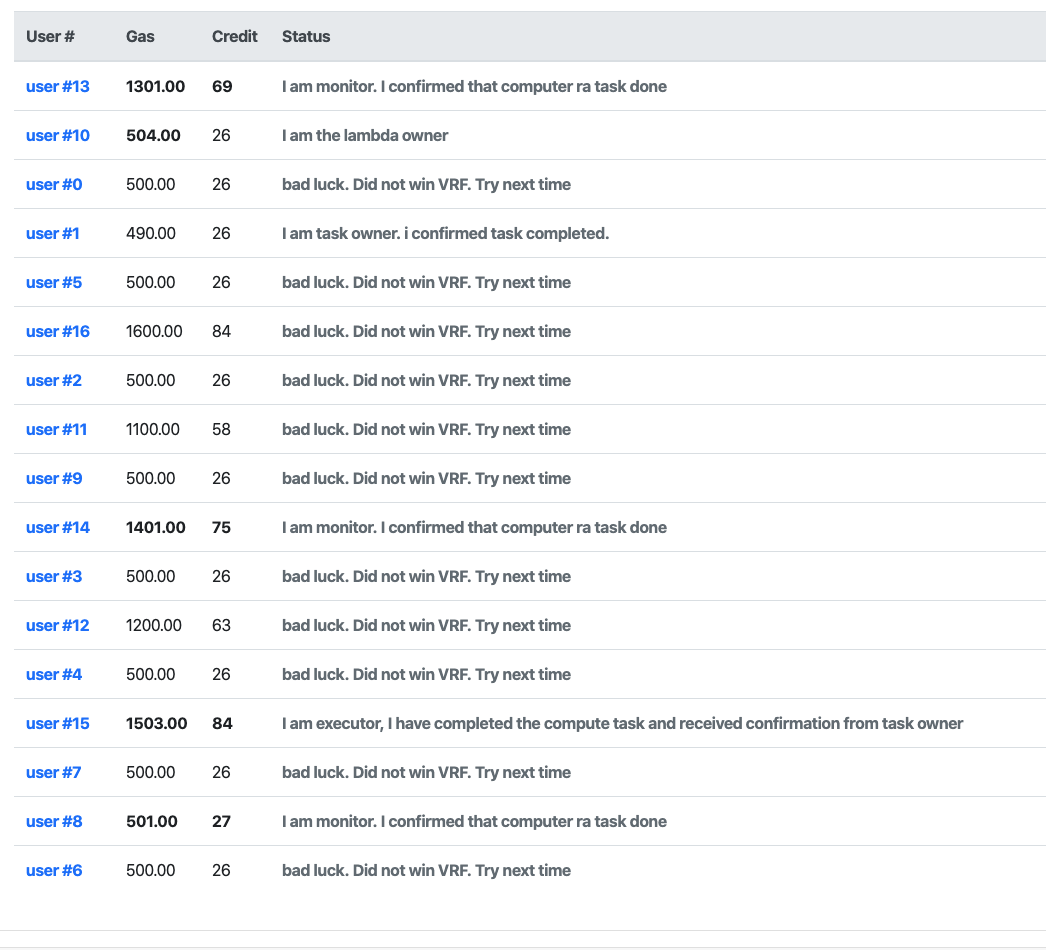 User # Gas Credit Status
user #13 1301.00 69 I am monitor. I confirmed that computer ra task done
user #10 504.00 26 I am the lambda owner
user #0 500.00 26 bad luck. Did not win VRF. Try next time
user #1 490.00 26 I am task owner. i confirmed task completed.
user #5 500.00 26 bad luck. Did not win VRF. Try next time
user #16 1600.00 84 bad luck. Did not win VRF. Try next time
user #2 500.00 26 bad luck. Did not win VRF. Try next time
user #11 1100.00 58 bad luck. Did not win VRF. Try next time
user #9 500.00 26 bad luck. Did not win VRF. Try next time
user #14 1401.00 75 I am monitor. I confirmed that computer ra task done
user #3 500.00 26 bad luck. Did not win VRF. Try next time
user #12 1200.00 63 bad luck. Did not win VRF. Try next time
user #4 500.00 26 bad luck. Did not win VRF. Try next time
user #15 1503.00 84 I am executor, I have completed the compute task and received confirmation from task owner
user #7 500.00 26 bad luck. Did not win VRF. Try next time
user #8 501.00 27 I am monitor. I confirmed that computer ra task done
user #6 500.00 26 bad luck. Did not win VRF. Try next time